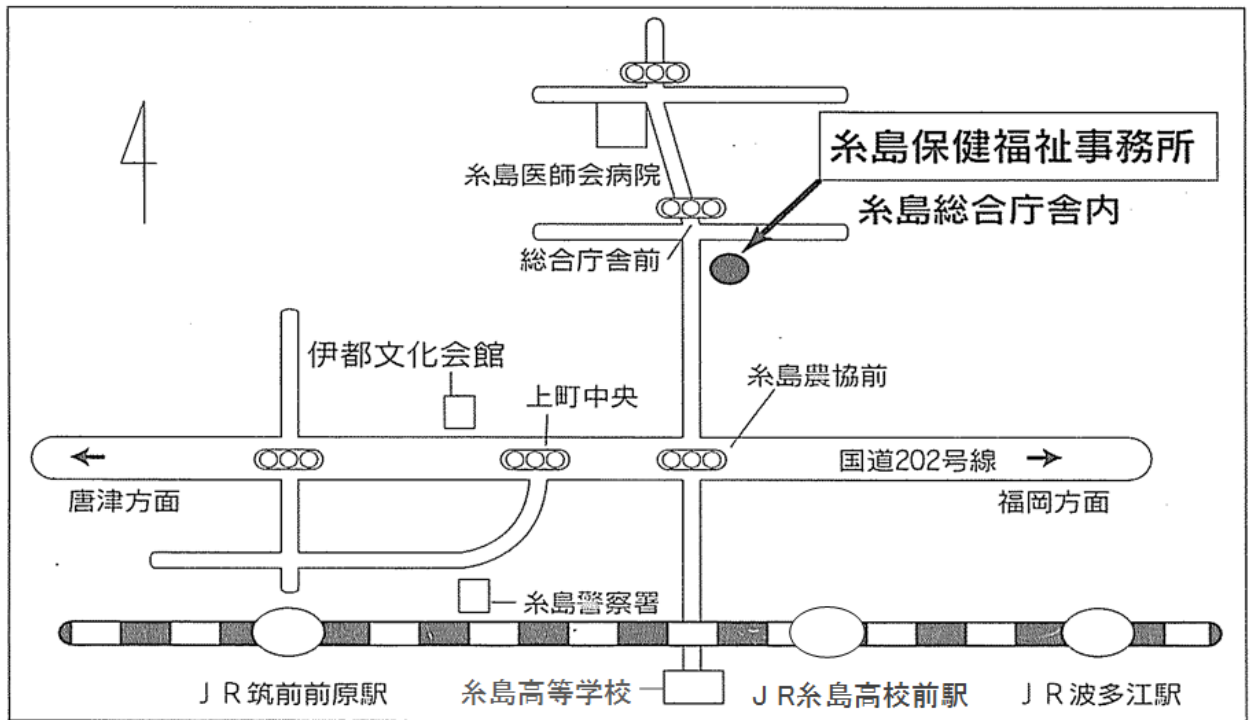 糸島保健福祉事務所
糸島医師会病院
糸島総合庁舎内
総合庁舎前
伊都文化会館
上町中央
糸島農協前
国道202号線
唐津方面
福岡方面
糸島警察署
JR筑前前原駅
糸島高等学校
JR糸島高校前駅
JR波多江駅